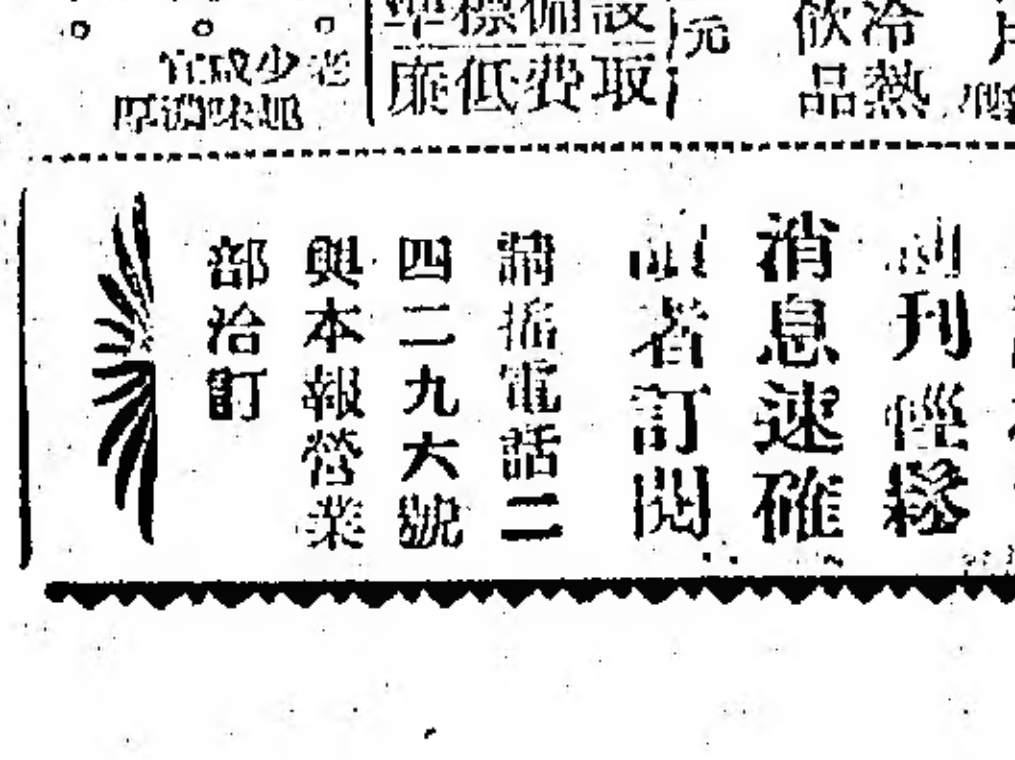 冷熱
飲品
元
設備標準
取費低廉
老少咸宜
味濃厚
刊輕鬆
消息速確
者訂閱
請搖電話二
四二九六號
與本報營業
部洽訂